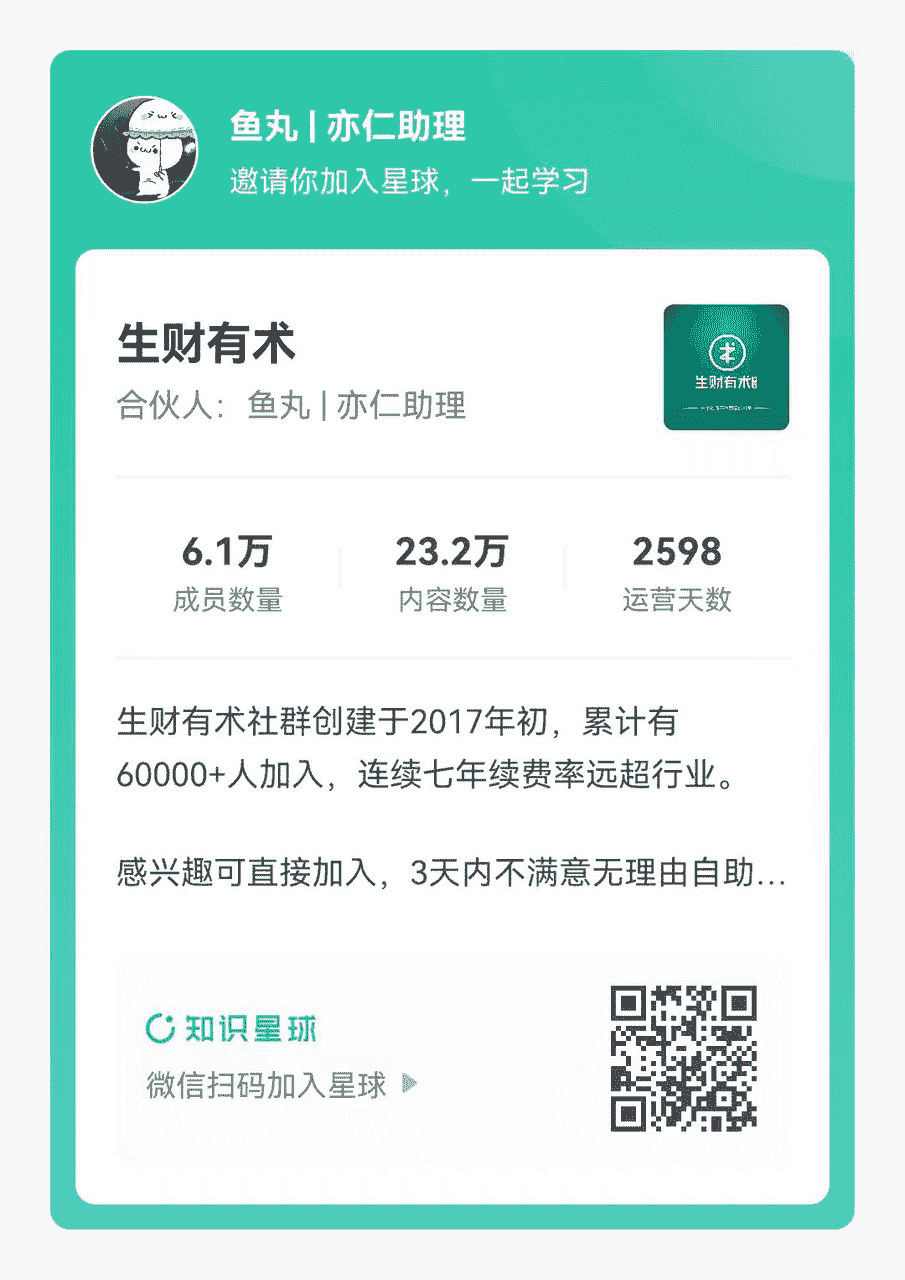 鱼丸 | 亦仁助理
邀请你加入星球，一起学习
生财有术
合伙人：鱼丸 | 亦仁助理
生财有术
6.1万
23.2万
2598
成员数量
内容数量
运营天数
生财有术社群创建于2017年初，累计有
60000+人加入，连续七年续费率远超行业。
感兴趣可直接加入，3天内不满意无理由自助...
知识星球
微信扫码加入星球